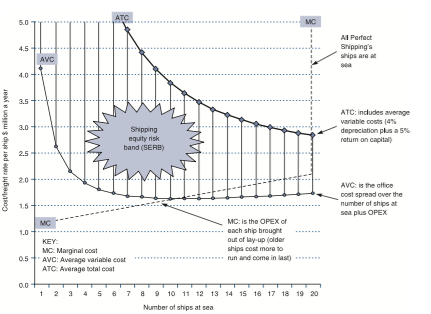 ATC
MC
5.0
4.5
4.0
3.5
3.0
2.5
2.0
1.5
1.0
0.5
0.0
Cost/freight rate per ship $ million a year
AVC
Shipping
equity risk
band (SERB)
MC
KEY:
MC: Marginal cost
AVC: Average variable cost
ATC: Average total cost
MC: is the OPEX of
each ship brought
out of lay-up (older
ships cost more to
run and come in last)
All Perfect
Shipping's
ships are at
sea
ATC: includes average
variable costs (4%
depreciation plus a 5%
return on capital)
AVC: is the office
cost spread over the
number of ships at
sea plus OPEX
1 2 3 4 5 6 7 8 9 10 11 12 13 14 15 16 17 18 19 20
Number of ships at sea